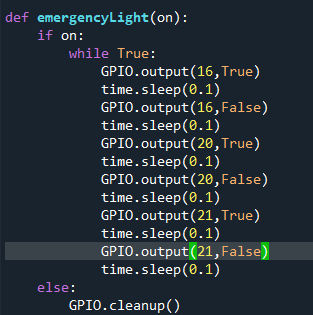 def emergencyLight(on):
    if on:
        while True:
            GPIO.output(16,True)
            time.sleep(0.1)
            GPIO.output(16,False)
            time.sleep(0.1)
            GPIO.output(20,True)
            time.sleep(0.1)
            GPIO.output(20,False)
            time.sleep(0.1)
            GPIO.output(21,True)
            time.sleep(0.1)
            GPIO.output(21,False)
            time.sleep(0.1)
    else:
        GPIO.cleanup()